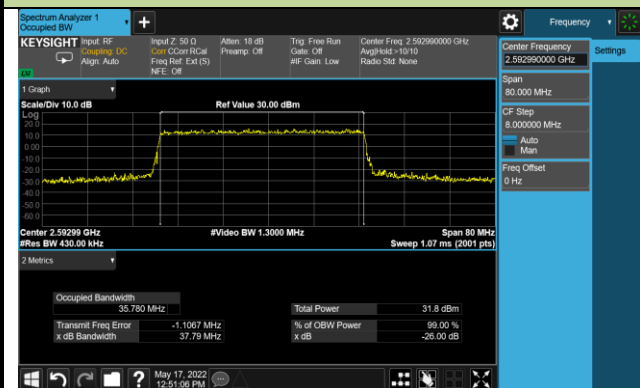 Spectrum Analyzer 1
Occupied BW
+
Frequency
KEYSIGHT
Input: RF
Coupling: DC
Align: Auto
Input Z: 50 Ω
Corr CCorr RCal
Freq Ref: Ext (S)
NFE: Off
Atten: 18 dB
Preamp: Off
Trig: Free Run
Gate: Off
#IF Gain: Low
Center Freq: 2.592990000 GHz
Avg|Hold:>10/10
Radio Std: None
1 Graph
Scale/Div 10.0 dB
Ref Value 30.00 dBm
Log
20.0
10.0
0.00
-10.0
-20.0
-30.0
-40.0
-50.0
-60.0
Center 2.59299 GHz
#Video BW 1.3000 MHz
Span 80 MHz
#Res BW 430.00 kHz
Sweep 1.07 ms (2001 pts)
2 Metrics
Occupied Bandwidth
35.780 MHz
Total Power
31.8 dBm
Transmit Freq Error
-1.1067 MHz
% of OBW Power
99.00 %
x dB Bandwidth
37.79 MHz
x dB
-26.00 dB
May 17, 2022
12:51:06 PM
?
Center Frequency
2.592990000 GHz
Settings
Span
80.000 MHz
CF Step
8.000000 MHz
Auto
Man
Freq Offset
0 Hz